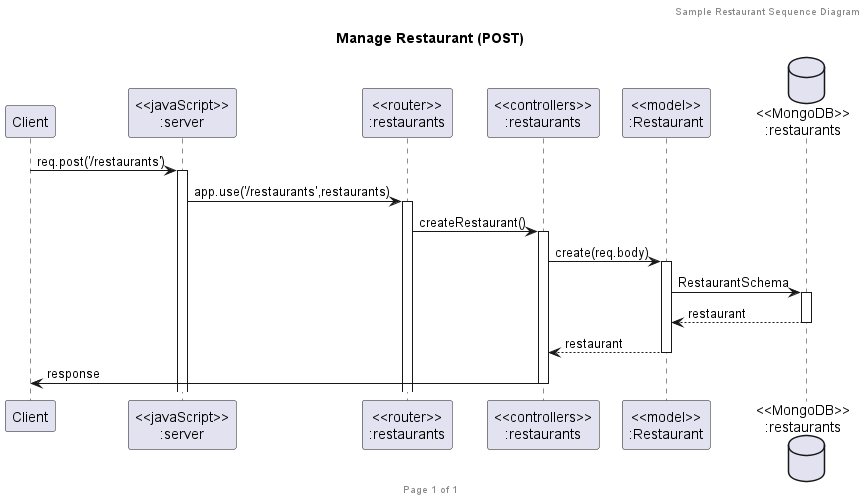 Sample Restaurant Sequence Diagram
Manage Restaurant (POST)
Client
<<javaScript>>
:server
<<router>>
:restaurants
<<controllers>>
:restaurants
<<model>>
:Restaurant
<<MongoDB>>
:restaurants
req.post('/restaurants')
app.use('/restaurants',restaurants)
createRestaurant()
create(req.body)
RestaurantSchema
restaurant
restaurant
response
Client
<<javaScript>>
:server
<<router>>
:restaurants
<<controllers>>
:restaurants
<<model>>
:Restaurant
<<MongoDB>>
:restaurants
Page 1 of 1